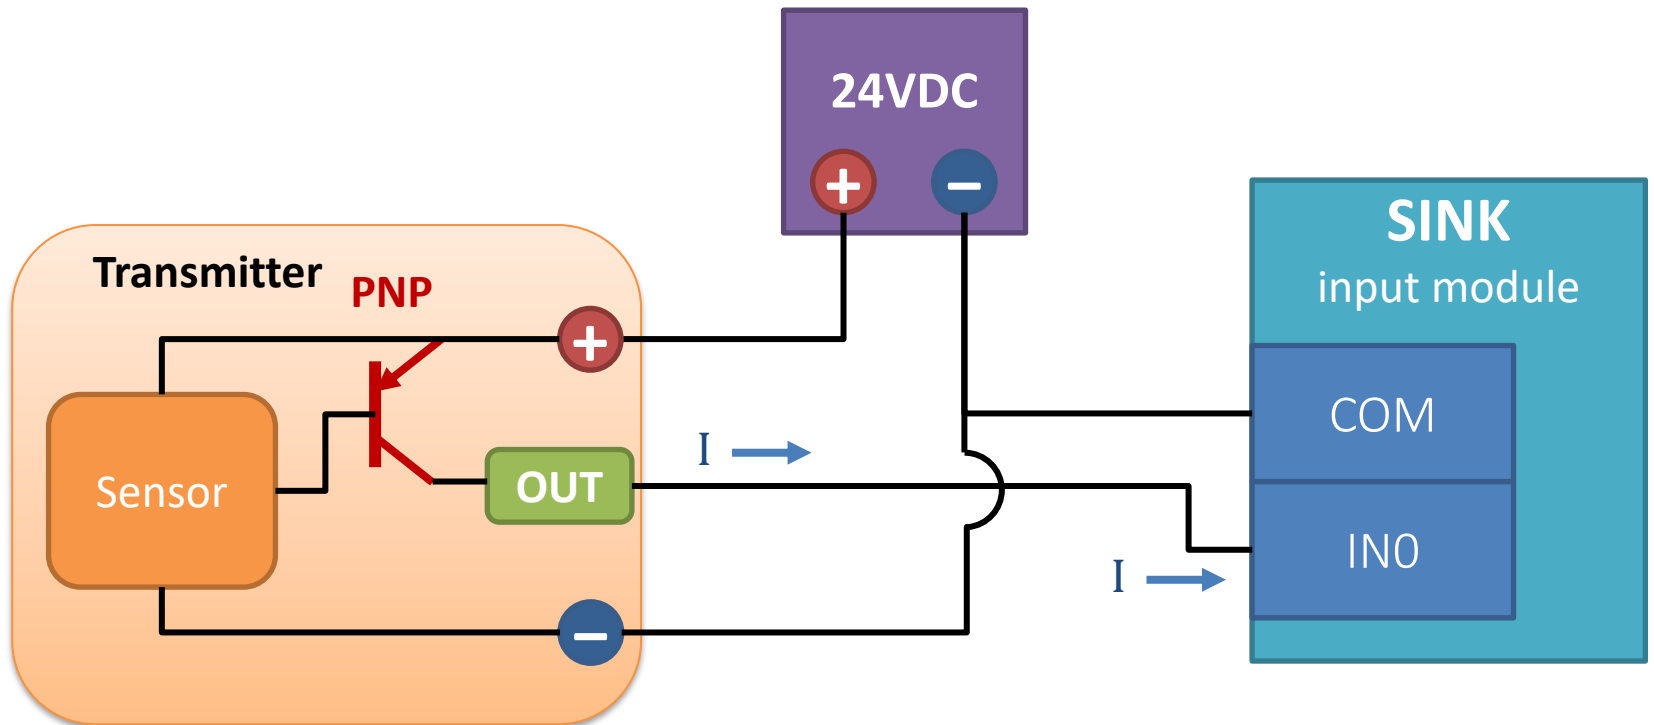 24VDC
+
−
SINK
input module
Transmitter
PNP
+
COM
I
Sensor
OUT
IN0
I
−